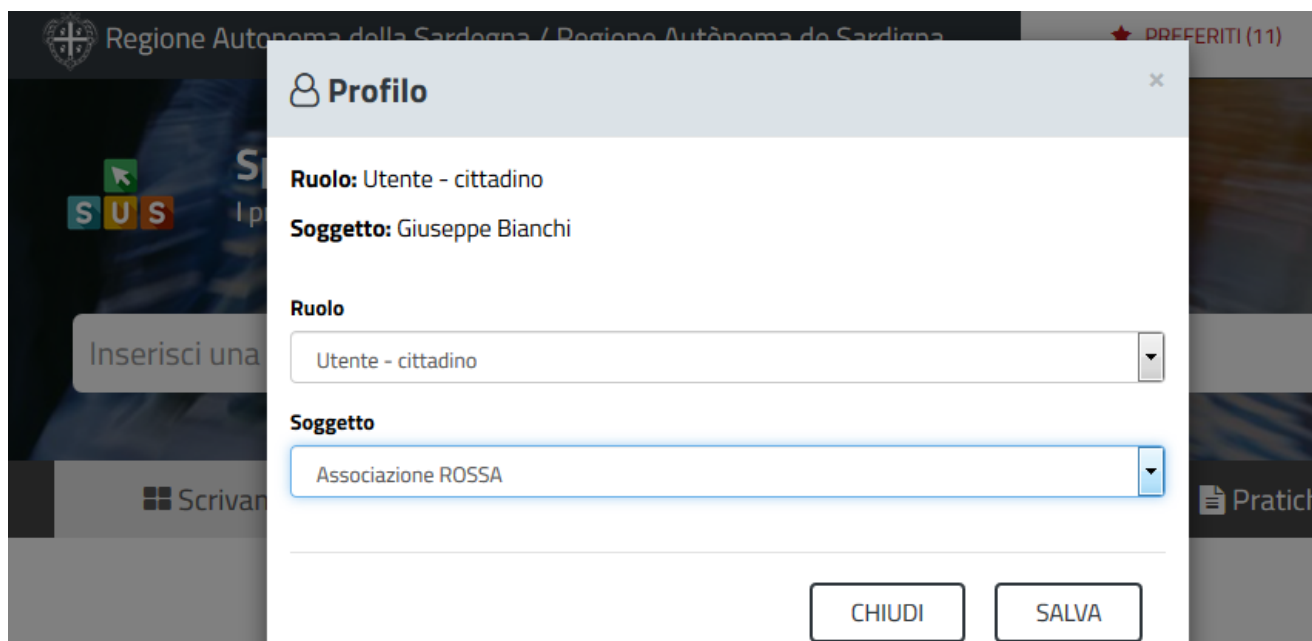 Regione Autonoma della Sardegna / Regione Autònoma de Sardigna
PREFERITI (11)
Profilo
×
S U S
Ruolo: Utente - cittadino
Soggetto: Giuseppe Bianchi
Ruolo
Inserisci una
Utente - cittadino
Soggetto
Associazione ROSSA
Scrivan
Pratich
CHIUDI
SALVA